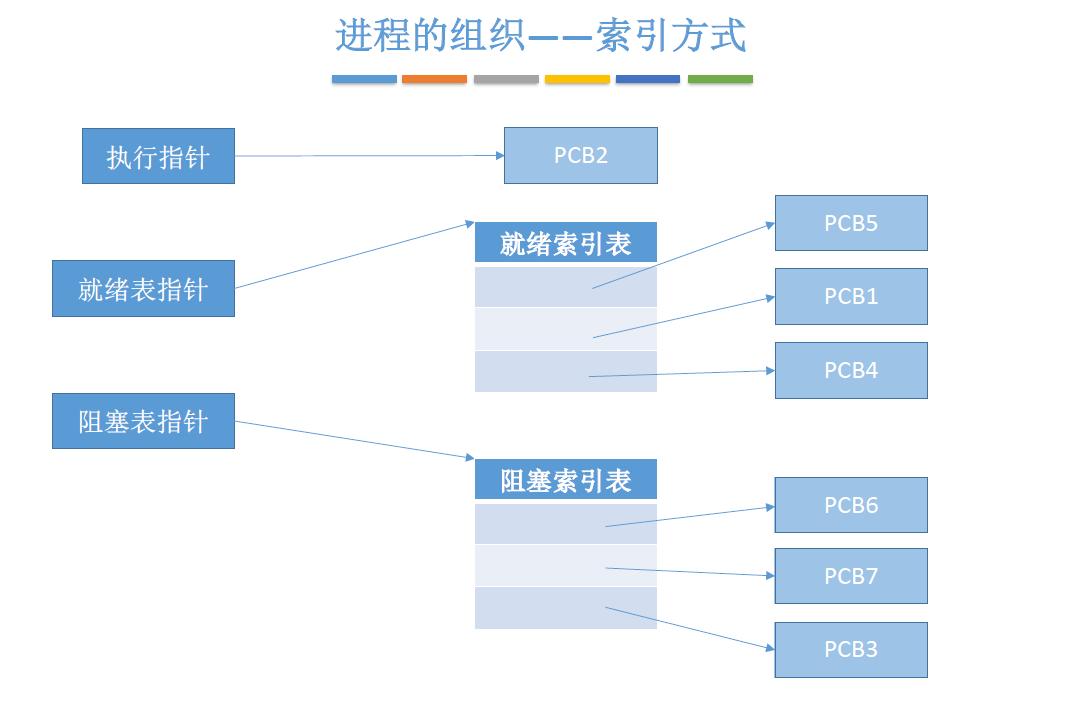 进程的组织——索引方式
执行指针
PCB2
就绪表指针
就绪索引表
PCB5
PCB1
PCB4
阻塞表指针
阻塞索引表
PCB6
PCB7
PCB3